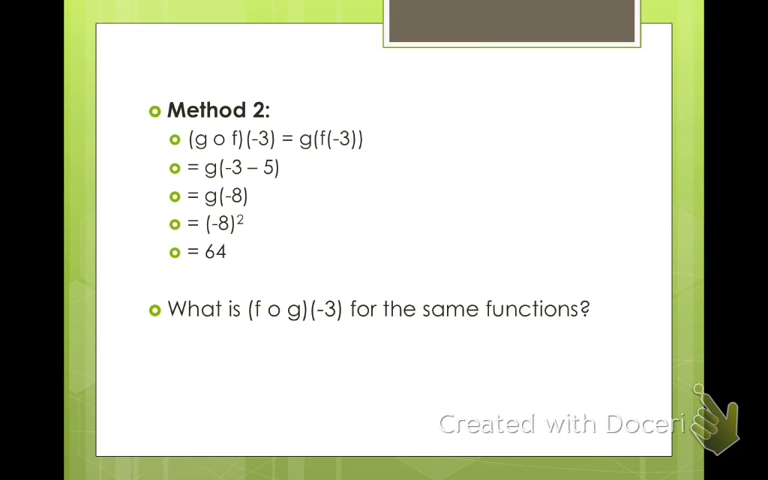 Method 2:
(g o f)(-3) = g(f(-3))
= g(-3 – 5)
= g(-8)
= (-8)²
= 64
What is (f o g)(-3) for the same functions?
Created with Doceri